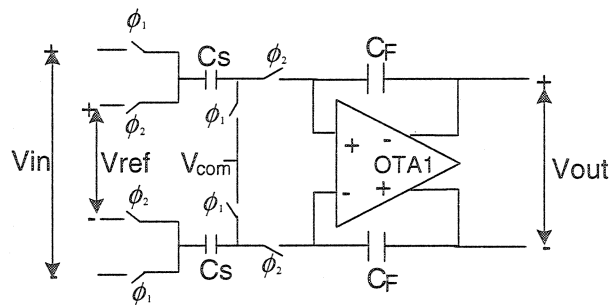 ϕ1
Cs ϕ2 CF
+ +
+ ϕ2 ϕ1 + -
Vin Vref Vcom OTA1 Vout
ϕ2 ϕ1 - +
- -
- Cs ϕ2 CF
ϕ1